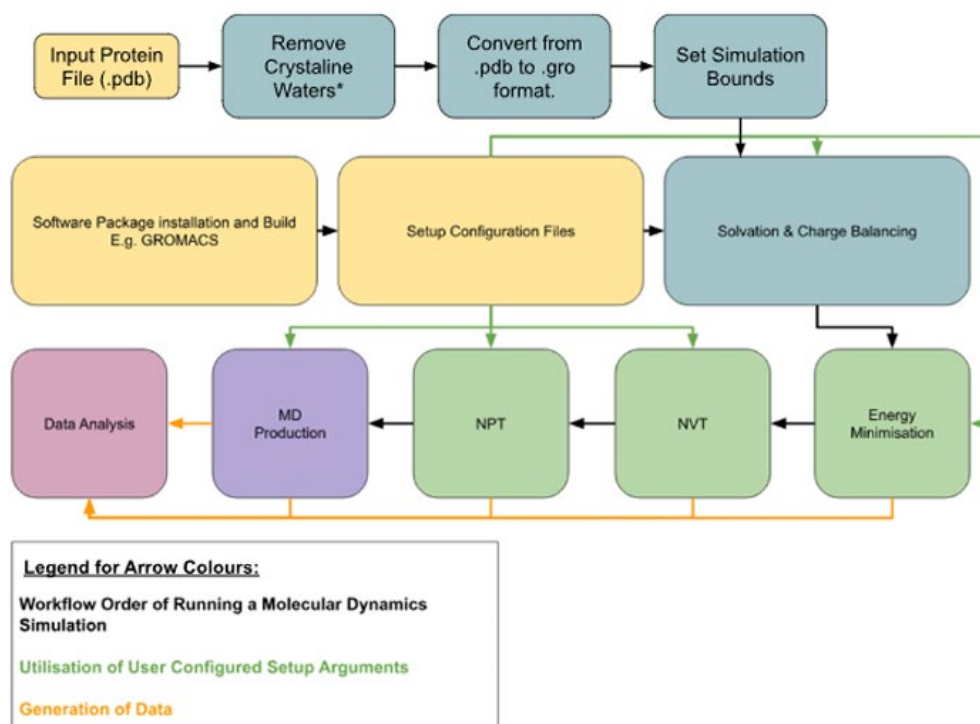 Input Protein
File (.pdb)
Remove
Crystaline
Waters*
Convert from
.pdb to .gro
format.
Set Simulation
Bounds
Software Package installation and Build
E.g. GROMACS
Setup Configuration Files
Solvation & Charge Balancing
Data Analysis
MD
Production
NPT
NVT
Energy
Minimisation
Legend for Arrow Colours:
Workflow Order of Running a Molecular Dynamics
Simulation
Utilisation of User Configured Setup Arguments
Generation of Data